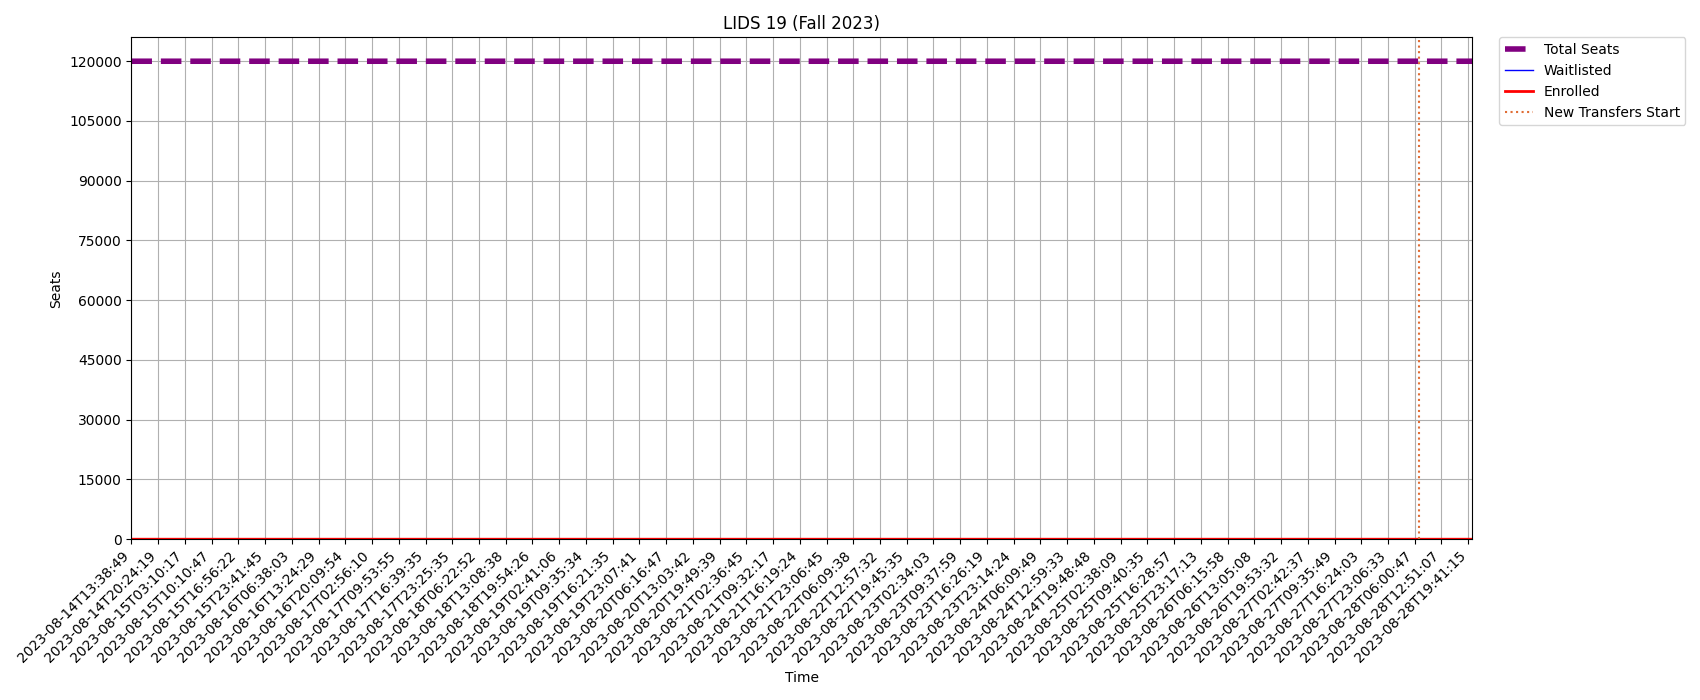 LIDS 19 (Fall 2023)
Total Seats
Waitlisted
Enrolled
New Transfers Start
120000
105000
90000
75000
60000
45000
30000
15000
0
Seats
2023-08-14T13:38:49
2023-08-14T20:24:19
2023-08-15T03:10:17
2023-08-15T10:10:47
2023-08-15T16:56:22
2023-08-15T23:41:45
2023-08-16T06:38:03
2023-08-16T13:24:29
2023-08-16T20:09:54
2023-08-17T02:56:10
2023-08-17T09:53:55
2023-08-17T16:39:35
2023-08-17T23:25:35
2023-08-18T06:22:52
2023-08-18T13:08:38
2023-08-18T19:54:26
2023-08-19T02:41:06
2023-08-19T09:35:34
2023-08-19T16:21:35
2023-08-19T23:07:41
2023-08-20T06:16:47
2023-08-20T13:03:42
2023-08-20T19:49:39
2023-08-21T02:36:45
2023-08-21T09:32:17
2023-08-21T16:19:24
2023-08-21T23:06:45
2023-08-22T06:09:38
2023-08-22T12:57:32
2023-08-22T19:45:35
2023-08-23T02:34:03
2023-08-23T09:37:59
2023-08-23T16:26:19
2023-08-23T23:14:24
2023-08-24T06:09:49
2023-08-24T12:59:33
2023-08-24T19:48:48
2023-08-25T02:38:09
2023-08-25T09:40:35
2023-08-25T16:28:57
2023-08-25T23:17:13
2023-08-26T06:15:58
2023-08-26T13:05:08
2023-08-26T19:53:32
2023-08-27T02:42:37
2023-08-27T09:35:49
2023-08-27T16:24:03
2023-08-27T23:06:33
2023-08-28T06:00:47
2023-08-28T12:51:07
2023-08-28T19:41:15
Time